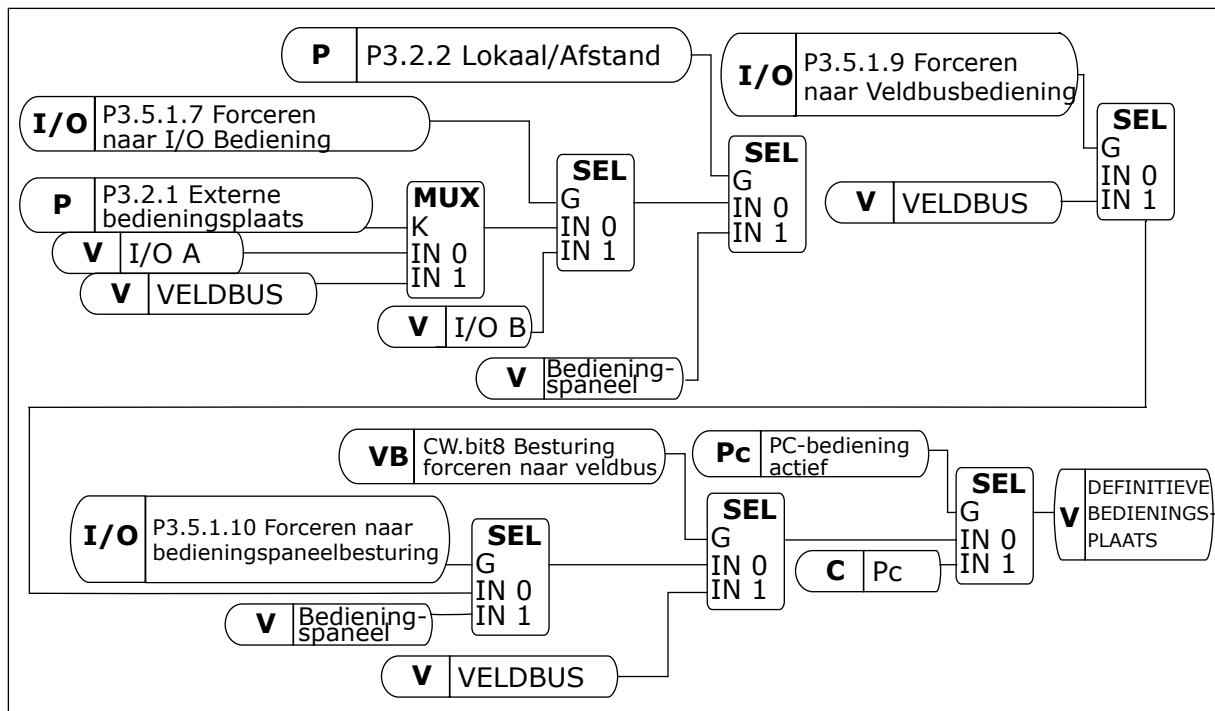 P P3.2.2 Lokaal/Afstand
I/O P3.5.1.9 Forceren
naar Veldbusbediening
I/O P3.5.1.7 Forceren
naar I/O Bediening
SEL
G
IN 0
IN 1
SEL
G
IN 0
IN 1
SEL
G
IN 0
IN 1
P P3.2.1 Externe
bedieningsplaats
MUX
K
IN 0
IN 1
V VELDBUS
V I/O A
V VELDBUS
V I/O B
V Bediening-
spaneel
VB CW.bit8 Besturing
forceren naar veldbus
Pc PC-bediening
actief
SEL
G
IN 0
IN 1
V DEFINITIEVE
BEDIENINGS-
PLAATS
I/O P3.5.1.10 Forceren naar
bedieningspaneelbesturing
SEL
G
IN 0
IN 1
SEL
G
IN 0
IN 1
C Pc
V Bediening-
spaneel
V VELDBUS